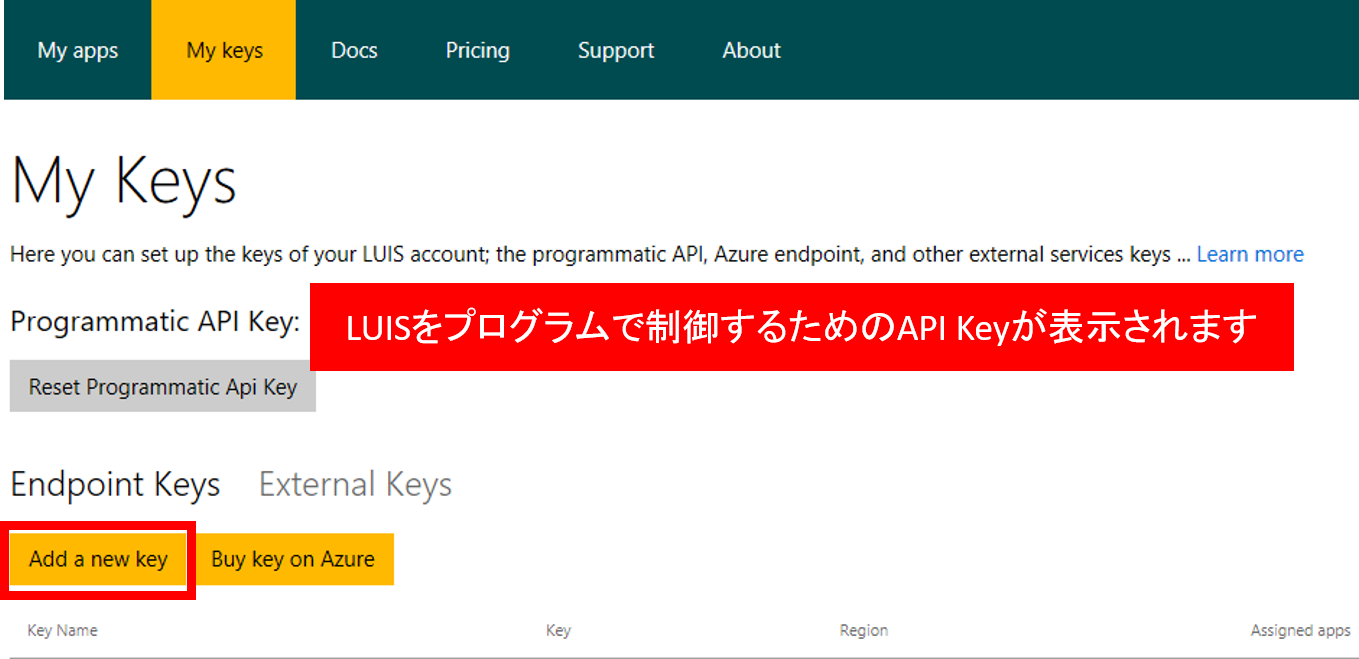 My apps My keys Docs Pricing Support About
My Keys
Here you can set up the keys of your LUIS account; the programmatic API, Azure endpoint, and other external services keys ... Learn more
Programmatic API Key: LUISをプログラムで制御するためのAPI Keyが表示されます
Reset Programmatic Api Key
Endpoint Keys External Keys
Add a new key Buy key on Azure
Key Name Key Region Assigned apps